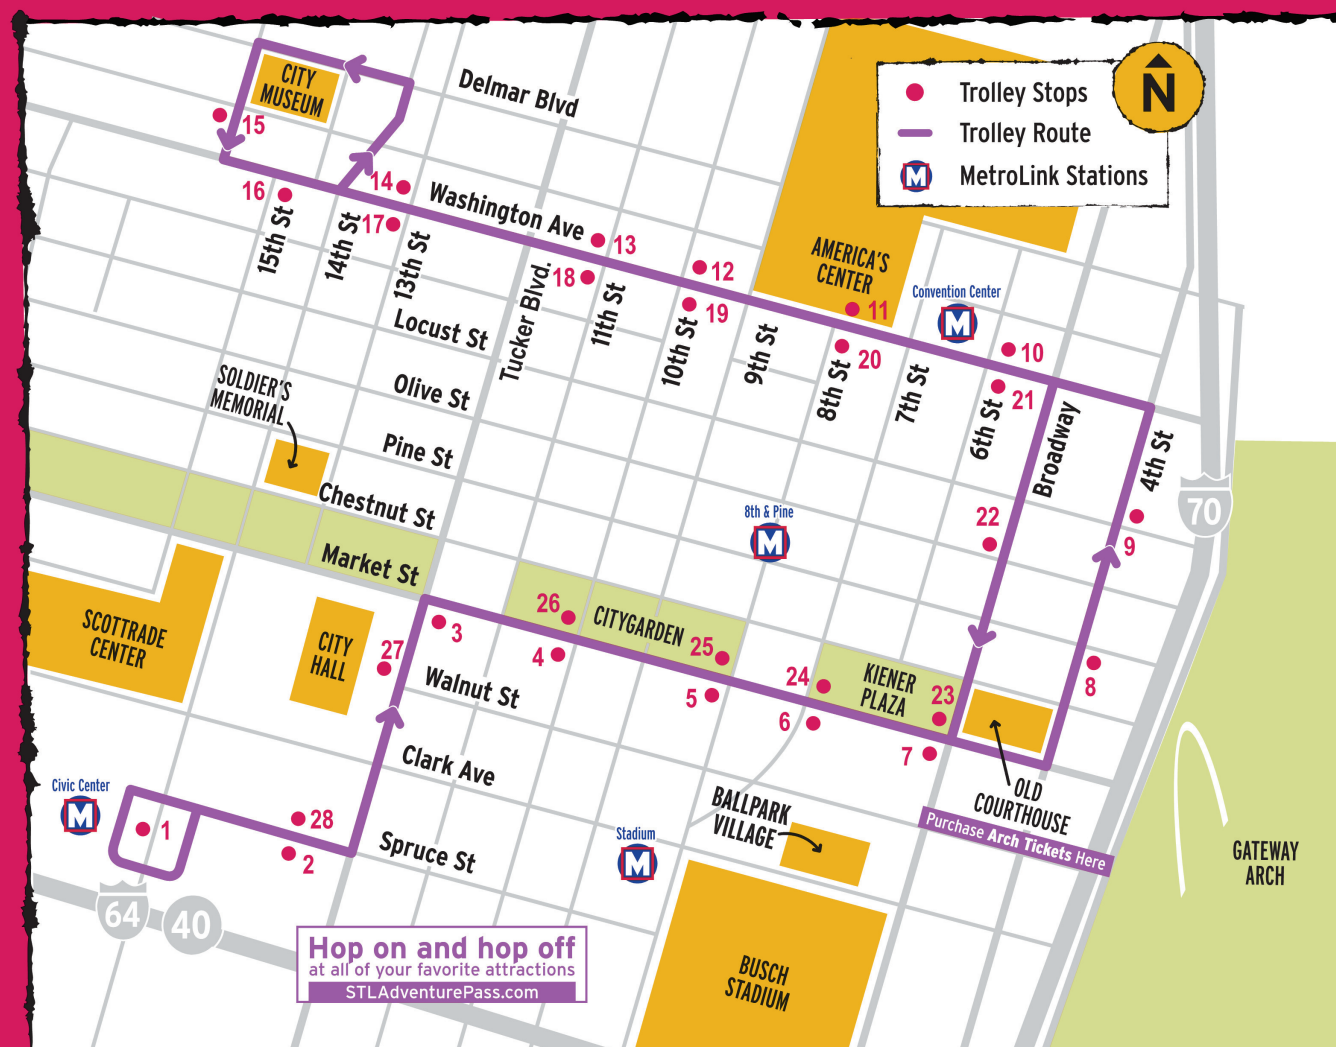 Trolley Stops
Trolley Route
M
MetroLink Stations
N
CITY
MUSEUM
Delmar Blvd
15
16
14
17
Washington Ave
13
18
12
19
AMERICA'S
CENTER
11
20
Convention Center
M
10
21
15th St
14th St
13th St
Tucker Blvd.
11th St
10th St
9th St
8th St
7th St
6th St
Broadway
4th St
Locust St
Olive St
Pine St
Chestnut St
Market St
SOLDIER'S
MEMORIAL
8th & Pine
M
22
9
70
SCOTTRADE
CENTER
CITY
HALL
27
3
26
CITYGARDEN
25
4
5
24
KIENER
PLAZA
23
6
7
8
Walnut St
Clark Ave
Spruce St
Civic Center
M
1
28
2
64
40
Stadium
M
BALLPARK
VILLAGE
OLD
COURTHOUSE
Purchase Arch Tickets Here
GATEWAY
ARCH
BUSCH
STADIUM
Hop on and hop off
at all of your favorite attractions
STLAdventurePass.com